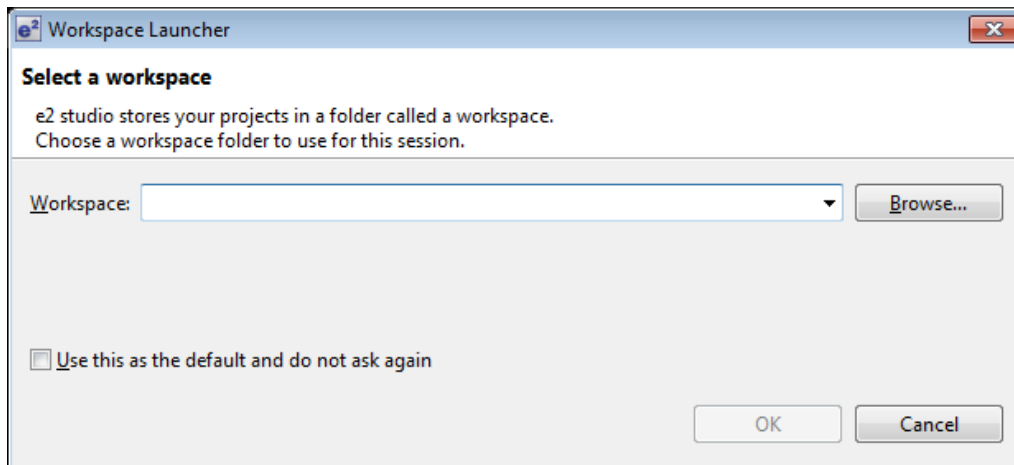 e² Workspace Launcher
Select a workspace
e2 studio stores your projects in a folder called a workspace.
Choose a workspace folder to use for this session.
Workspace: Browse...
Use this as the default and do not ask again
OK Cancel